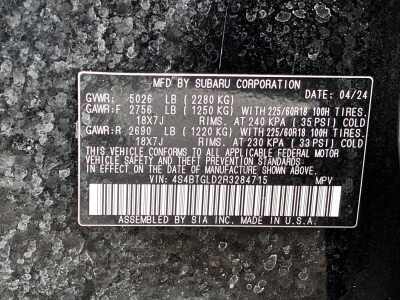 MFD BY SUBARU CORPORATION 04/24
GVWR: 5026 LB (2280 KG)
GAWR:F 2756 LB (1250 KG) WITH 225/60R18 100H TIRES,
18X7J RIMS, AT 240 KPA (35 PSI) COLD
GAWR:R 2690 LB (1220 KG) WITH 225/60R18 100H TIRES,
18X7J RIMS, AT 230 KPA (33 PSI) COLD
THIS VEHICLE CONFORMS TO ALL APPLICABLE FEDERAL MOTOR
VEHICLE SAFETY AND THEFT PREVENTION STANDARDS
IN EFFECT ON THE DATE OF MANUFACTURE SHOWN ABOVE.
VIN: 4S4BTGLD2R3284715 MPV
ASSEMBLED BY SIA INC. MADE IN U.S.A.